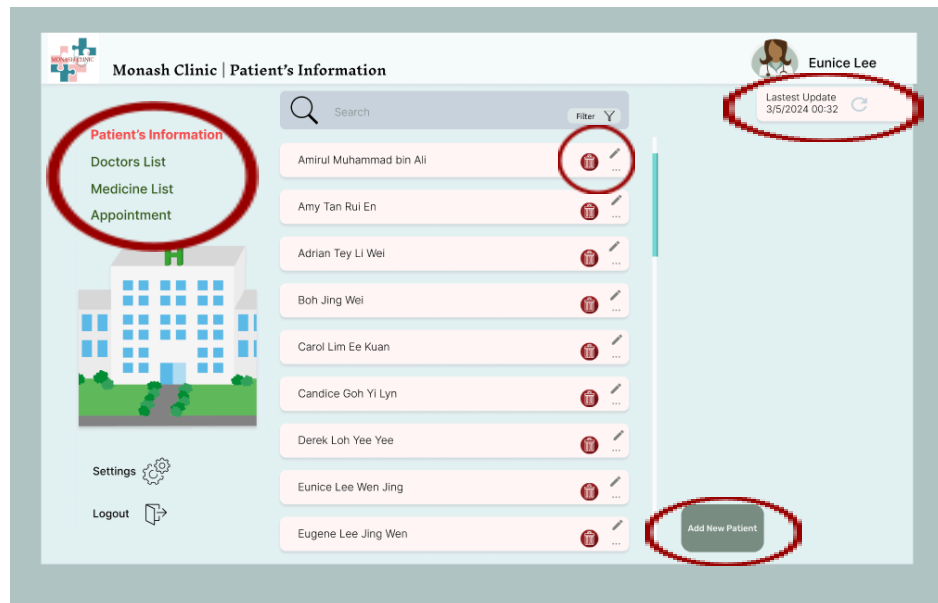 MONASH CLINIC
Monash Clinic | Patient's Information
Eunice Lee
Lastest Update
3/5/2024 00:32
Search
Filter
Patient's Information
Doctors List
Medicine List
Appointment
H
Settings
Logout
Amirul Muhammad bin Ali
...
Amy Tan Rui En
...
Adrian Tey Li Wei
...
Boh Jing Wei
...
Carol Lim Ee Kuan
...
Candice Goh Yi Lyn
...
Derek Loh Yee Yee
...
Eunice Lee Wen Jing
...
Eugene Lee Jing Wen
...
Add New Patient